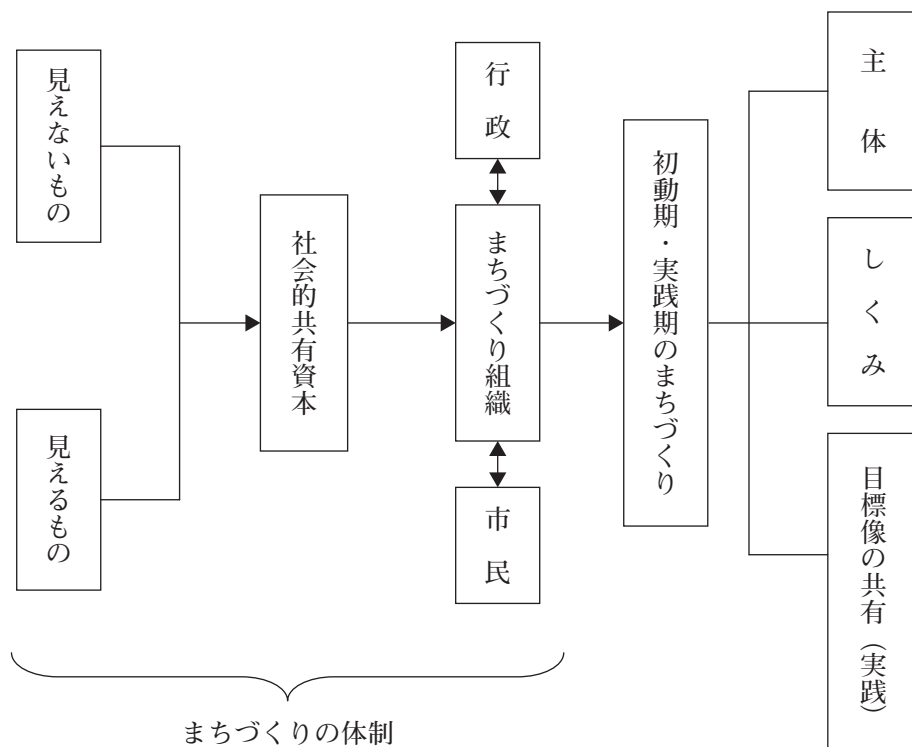 見えないもの
見えるもの
社会的共有資本
行政
まちづくり組織
市民
初動期・実践期のまちづくり
主体
しくみ
目標像の共有（実践）
まちづくりの体制